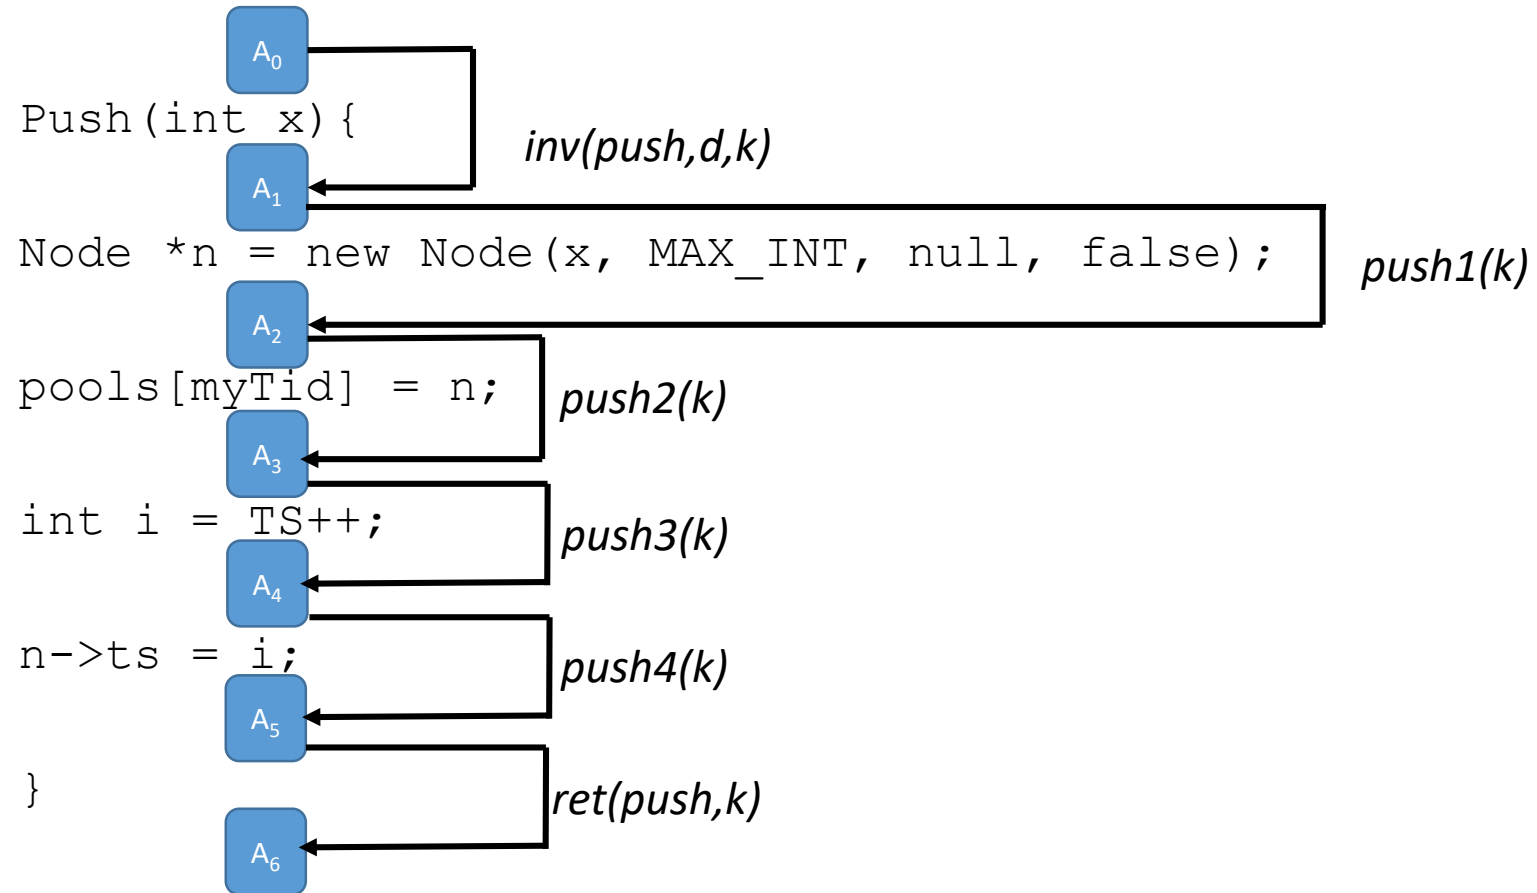 A0
Push(int x){
inv(push,d,k)
A1
Node *n = new Node(x, MAX_INT, null, false);
push1(k)
A2
pools[myTid] = n;
push2(k)
A3
int i = TS++;
push3(k)
A4
n->ts = i;
push4(k)
A5
}
ret(push,k)
A6